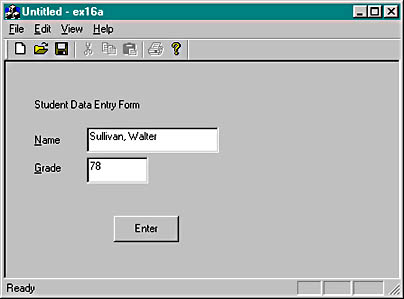 Untitled - ex16a
File Edit View Help
Student Data Entry Form
Name Sullivan, Walter
Grade 78
Enter
Ready